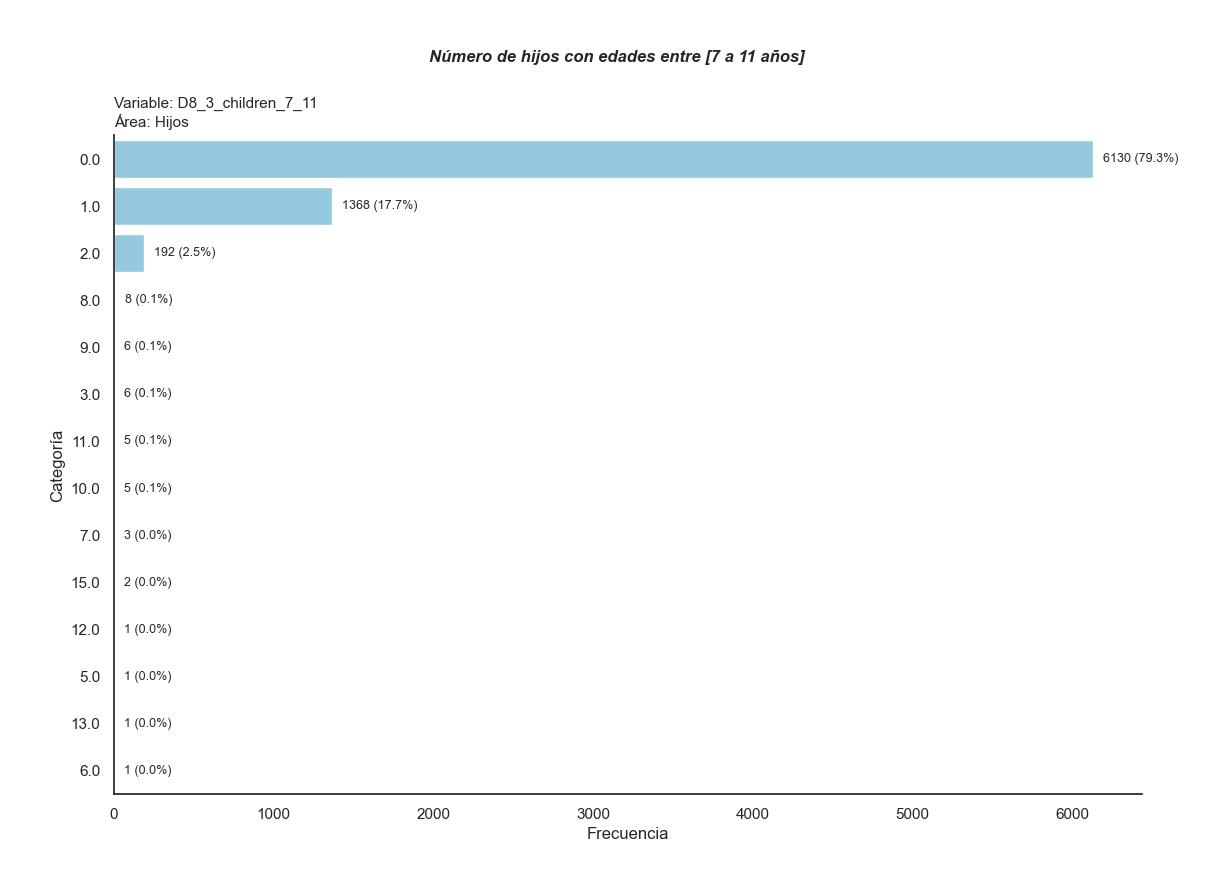 Número de hijos con edades entre [7 a 11 años]
Variable: D8_3_children_7_11
Área: Hijos
0.0 6130 (79.3%)
1.0 1368 (17.7%)
2.0 192 (2.5%)
8.0 8 (0.1%)
9.0 6 (0.1%)
3.0 6 (0.1%)
11.0 5 (0.1%)
10.0 5 (0.1%)
7.0 3 (0.0%)
15.0 2 (0.0%)
12.0 1 (0.0%)
5.0 1 (0.0%)
13.0 1 (0.0%)
6.0 1 (0.0%)
Categoría
0 1000 2000 3000 4000 5000 6000
Frecuencia